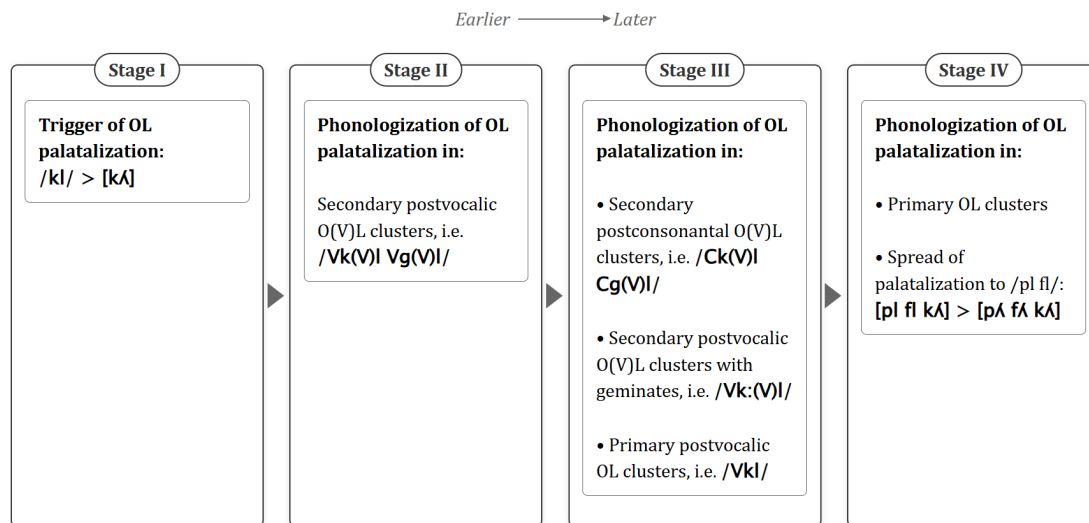 Earlier Later
Stage I
Trigger of OL
palatalization:
/kl/ > [kʎ]
Stage II
Phonologization of OL
palatalization in:
Secondary postvocalic
O(V)L clusters, i.e.
/Vk(V)l Vg(V)l/
Stage III
Phonologization of OL
palatalization in:
• Secondary
postconsonantal O(V)L
clusters, i.e. /Ck(V)l
Cg(V)l/
• Secondary postvocalic
O(V)L clusters with
geminates, i.e. /Vk:(V)l/
• Primary postvocalic
OL clusters, i.e. /Vkl/
Stage IV
Phonologization of OL
palatalization in:
• Primary OL clusters
• Spread of
palatalization to /pl fl/:
[pl fl kʎ] > [pʎ fʎ kʎ]